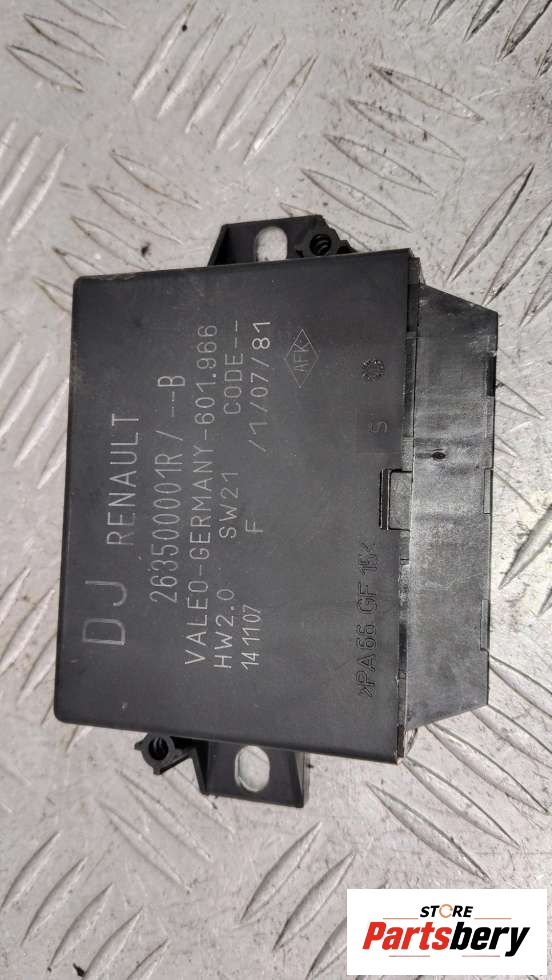 DJ RENAULT
263500001R/--B
VALEO-GERMANY-601.966
HW2.0 SW21 CODE--
141107 F /1/07/81
AFK
S
>PA66 GF15<
STORE
Partsbery